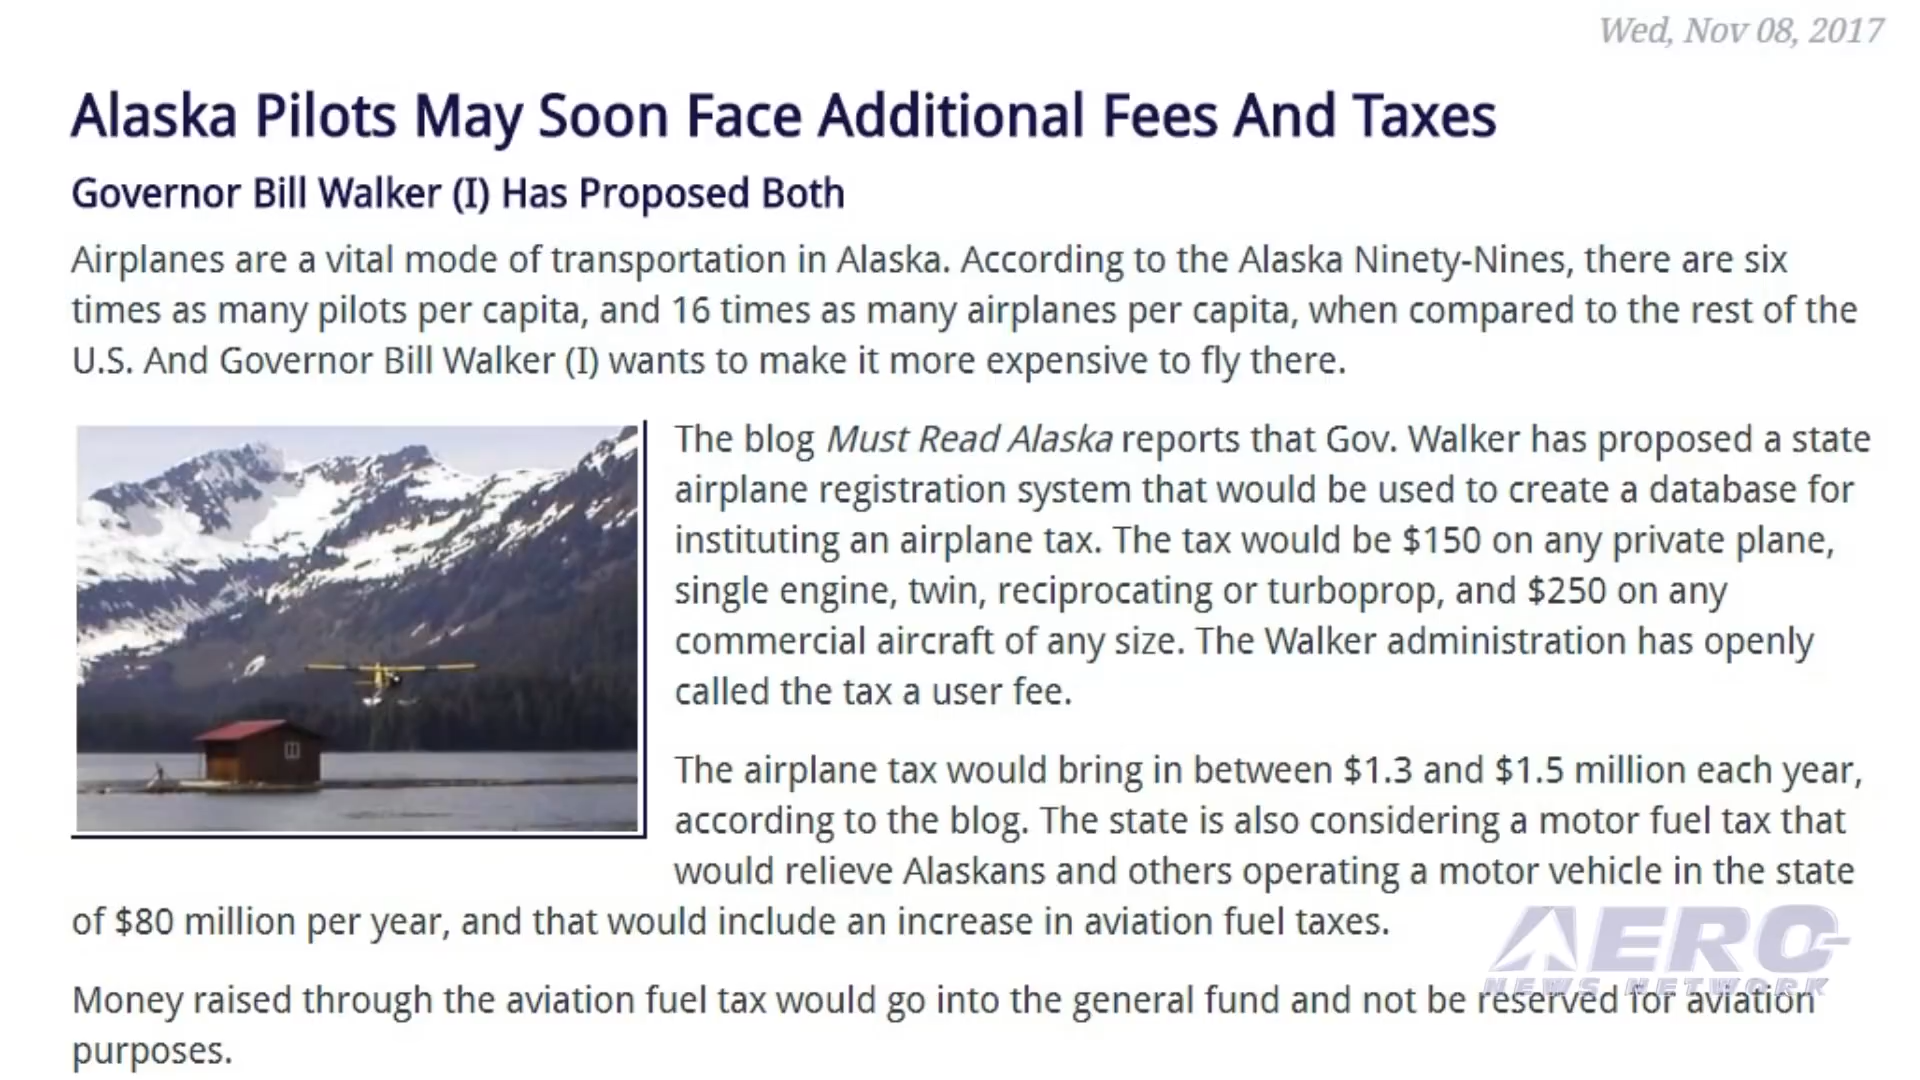 Wed, Nov 08, 2017
Alaska Pilots May Soon Face Additional Fees And Taxes
Governor Bill Walker (I) Has Proposed Both
Airplanes are a vital mode of transportation in Alaska. According to the Alaska Ninety-Nines, there are six
times as many pilots per capita, and 16 times as many airplanes per capita, when compared to the rest of the
U.S. And Governor Bill Walker (I) wants to make it more expensive to fly there.
The blog Must Read Alaska reports that Gov. Walker has proposed a state
airplane registration system that would be used to create a database for
instituting an airplane tax. The tax would be $150 on any private plane,
single engine, twin, reciprocating or turboprop, and $250 on any
commercial aircraft of any size. The Walker administration has openly
called the tax a user fee.
The airplane tax would bring in between $1.3 and $1.5 million each year,
according to the blog. The state is also considering a motor fuel tax that
would relieve Alaskans and others operating a motor vehicle in the state
of $80 million per year, and that would include an increase in aviation fuel taxes.
Money raised through the aviation fuel tax would go into the general fund and not be reserved for aviation
purposes.
AERO
NEWS NETWORK